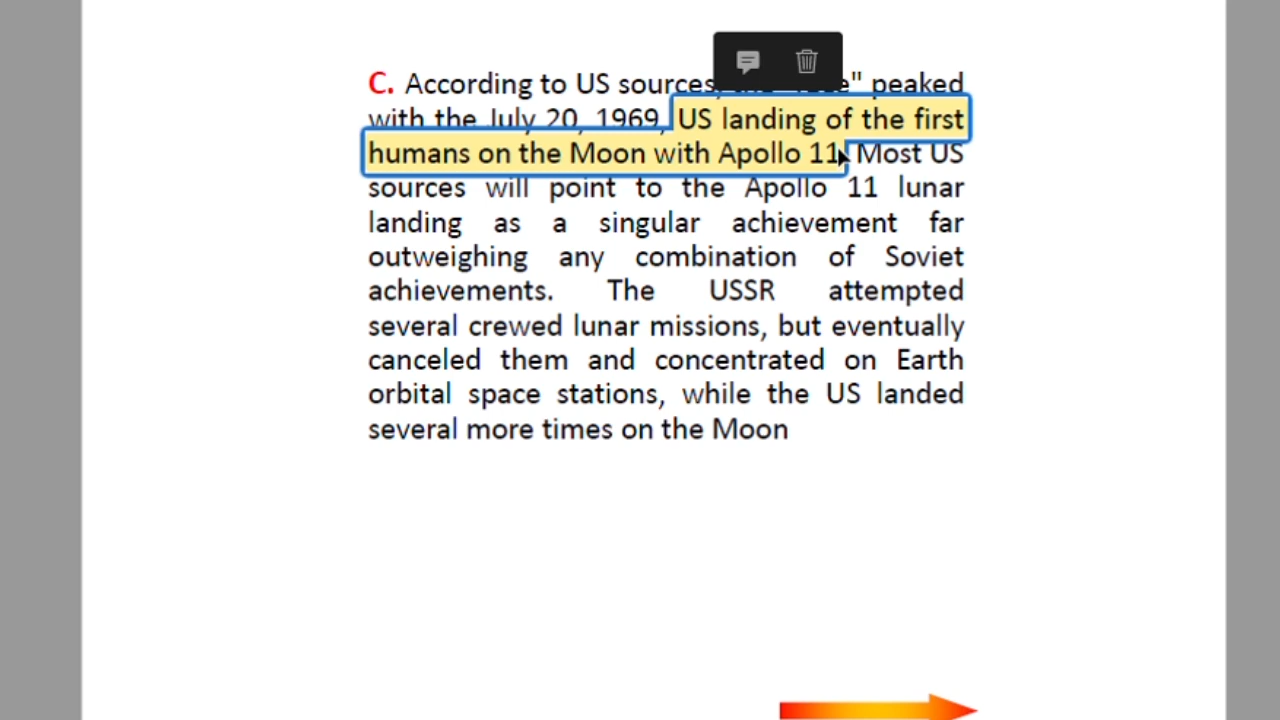 C. According to US sources, " peaked
with the July 20, 1969, US landing of the first
humans on the Moon with Apollo 11. Most US
sources will point to the Apollo 11 lunar
landing as a singular achievement far
outweighing any combination of Soviet
achievements. The USSR attempted
several crewed lunar missions, but eventually
canceled them and concentrated on Earth
orbital space stations, while the US landed
several more times on the Moon